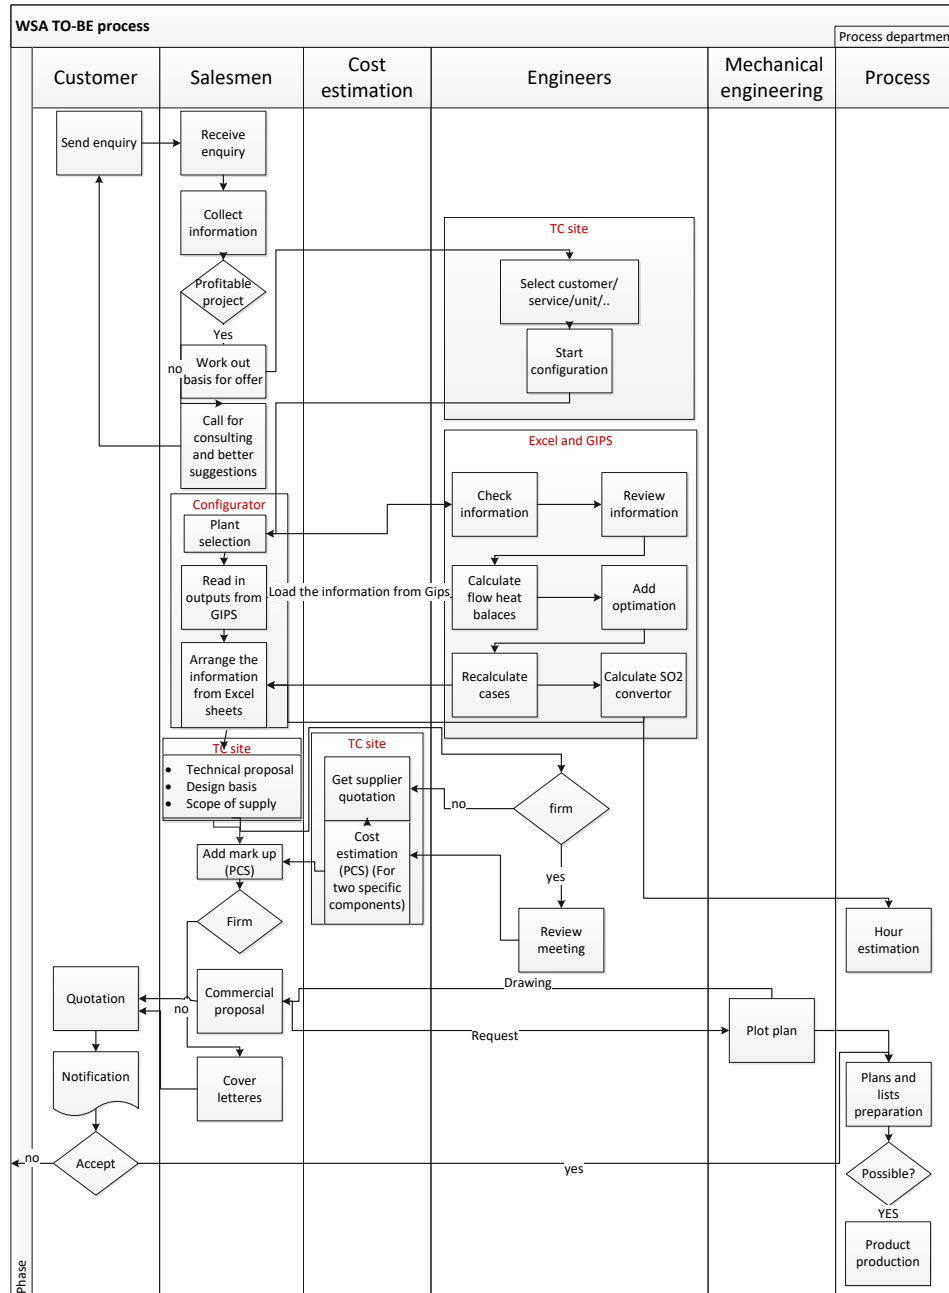 WSA TO-BE process
Process departmen
Customer
Salesmen
Cost
estimation
Engineers
Mechanical
engineering
Process
Send enquiry
Receive
enquiry
Collect
information
TC site
Profitable
project
Select customer/
service/unit/..
Yes
no
Work out
basis for offer
Start
configuration
Call for
consulting
and better
suggestions
Excel and GIPS
Configurator
Check
information
Review
information
Plant
selection
Read in
outputs from
GIPS
Load the information from Gips
Calculate
flow heat
balaces
Add
optimation
Arrange the
information
from Excel
sheets
Recalculate
cases
Calculate SO2
convertor
TC site
• Technical proposal
• Design basis
• Scope of supply
TC site
Get supplier
quotation
no
firm
Cost
estimation
(PCS) (For
two specific
components)
Add mark up
(PCS)
yes
Firm
Review
meeting
Hour
estimation
Drawing
Quotation
no
Commercial
proposal
Request
Plot plan
Notification
Cover
letteres
Plans and
lists
preparation
no
Accept
yes
Possible?
YES
Product
production
Phase